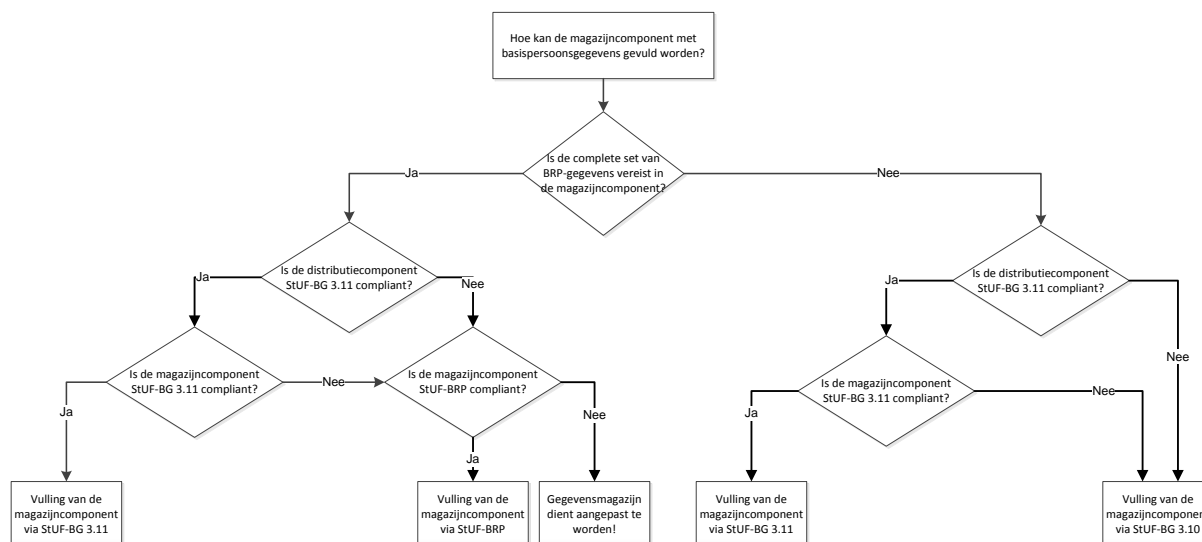 Hoe kan de magazijncomponent met
basispersoonsgegevens gevuld worden?
Is de complete set van
BRP-gegevens vereist in
de magazijncomponent?
Ja
Nee
Is de distributiecomponent
StUF-BG 3.11 compliant?
Ja
Nee
Is de distributiecomponent
StUF-BG 3.11 compliant?
Ja
Nee
Is de magazijncomponent
StUF-BG 3.11 compliant?
Ja
Nee
Is de magazijncomponent
StUF-BRP compliant?
Ja
Nee
Is de magazijncomponent
StUF-BG 3.11 compliant?
Ja
Nee
Vulling van de
magazijncomponent
via StUF-BG 3.11
Vulling van de
magazijncomponent
via StUF-BRP
Gegevensmagazijn
dient aangepast te
worden!
Vulling van de
magazijncomponent
via StUF-BG 3.11
Vulling van de
magazijncomponent
via StUF-BG 3.10